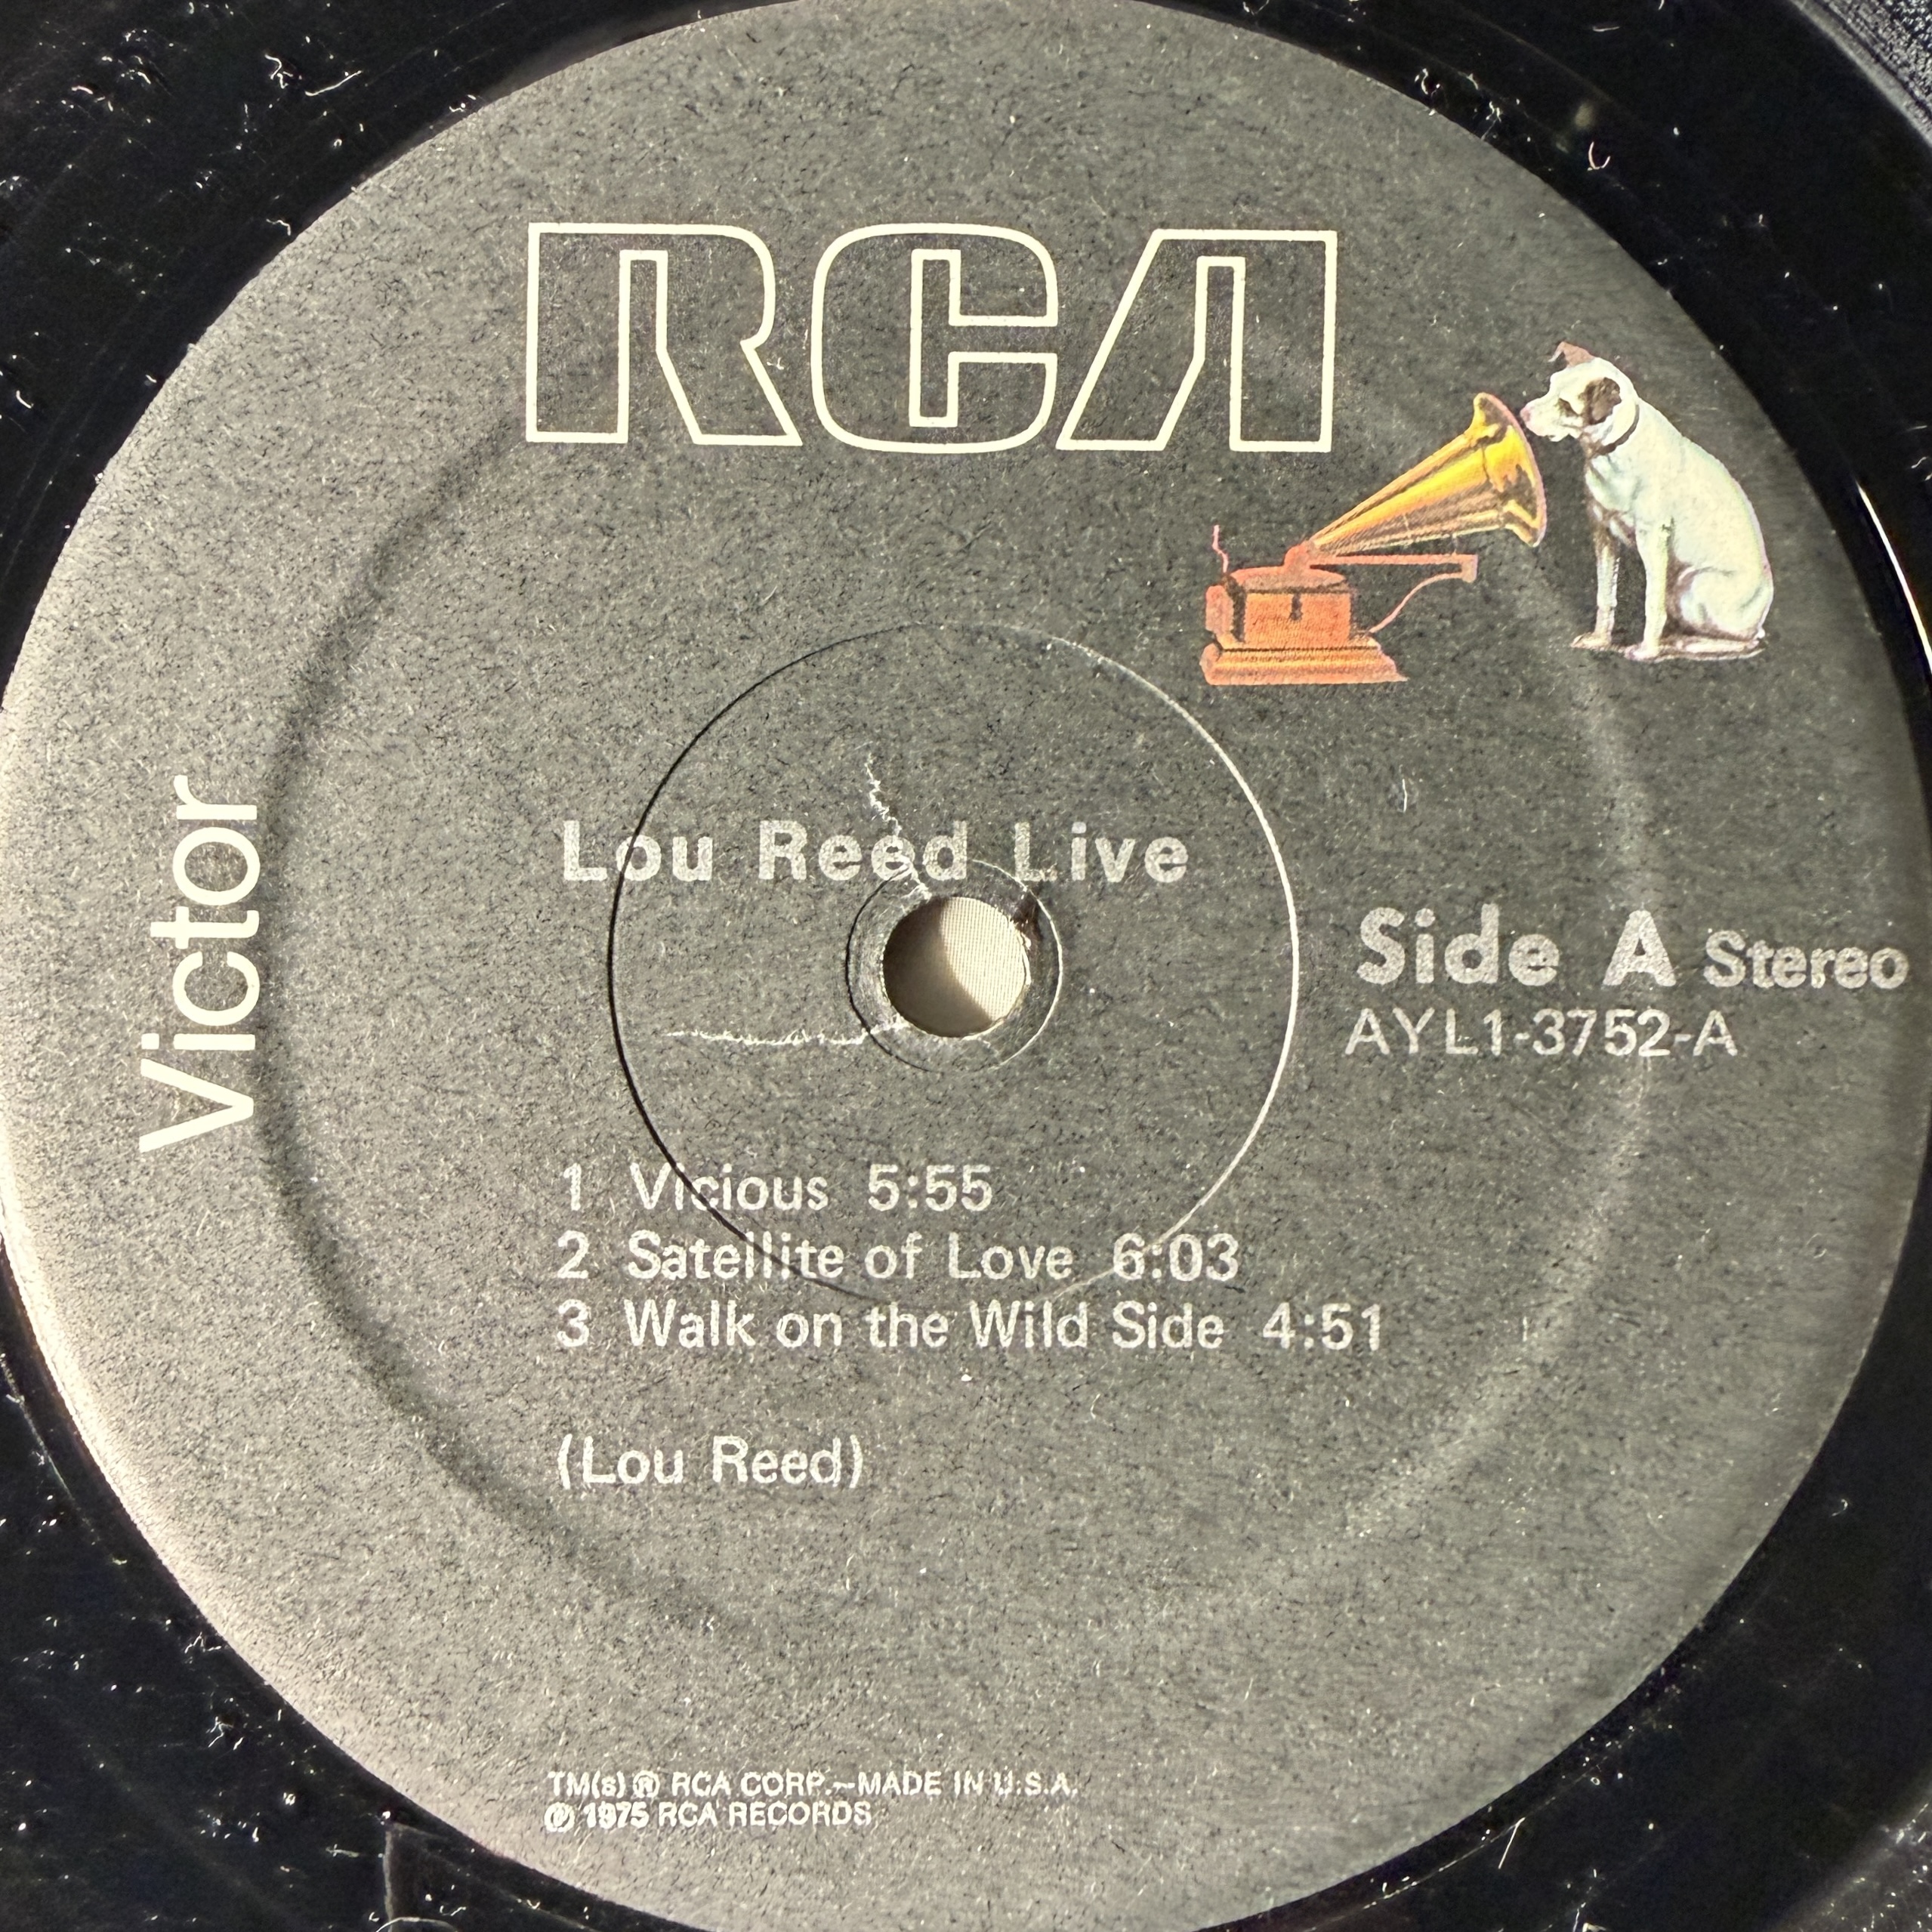 RCA
Victor
Lou Reed Live
Side A Stereo
AYL1-3752-A
1 Vicious 5:55
2 Satellite of Love 6:03
3 Walk on the Wild Side 4:51
(Lou Reed)
TM(s) ® RCA CORP.—MADE IN U.S.A.
℗ 1975 RCA RECORDS